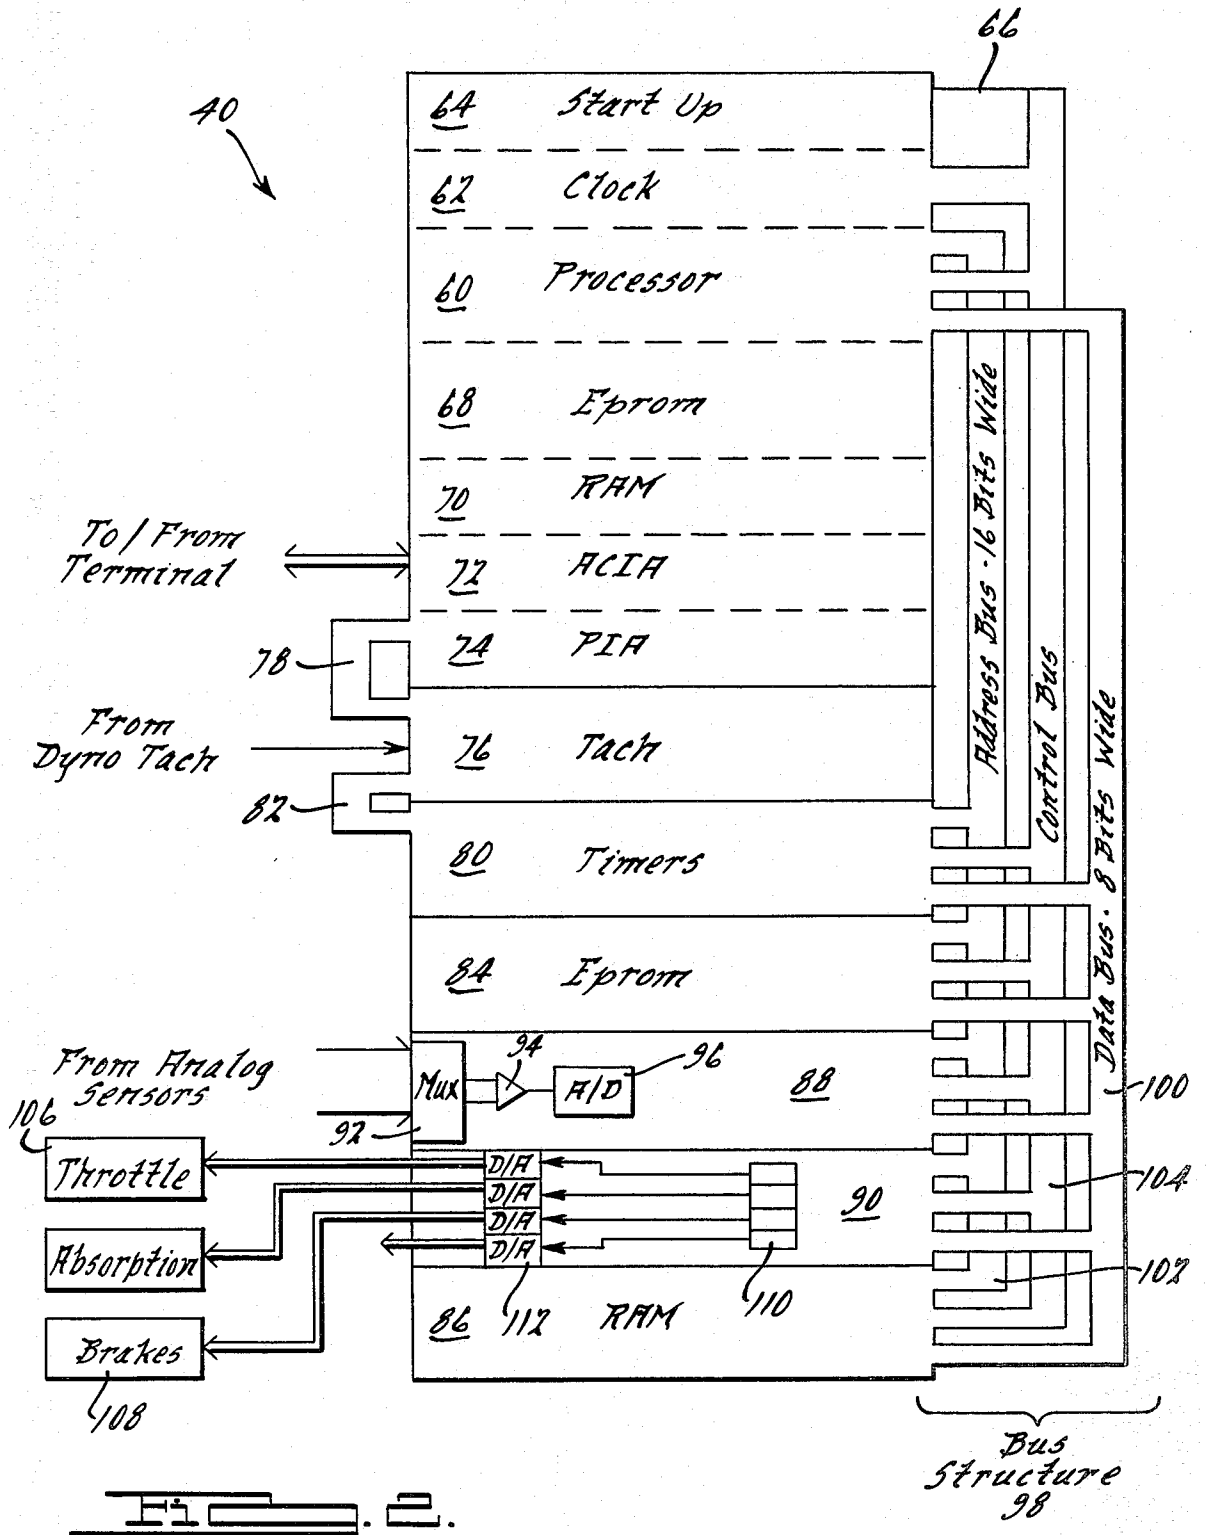 66
40
64 Start Up
62 Clock
60 Processor
68 Eprom
70 RAM
To/From
Terminal
72 ACIA
74 PIA
78
From
Dyno Tach
76 Tach
82
80 Timers
84 Eprom
Address Bus - 16 Bits Wide
Control Bus
Data Bus - 8 Bits Wide
From Analog
Sensors
Mux
92
94
A/D
96
88
100
106
Throttle
D/A
D/A
D/A
D/A
90
104
Absorption
112
110
102
Brakes
108
86 RAM
Bus
Structure
98